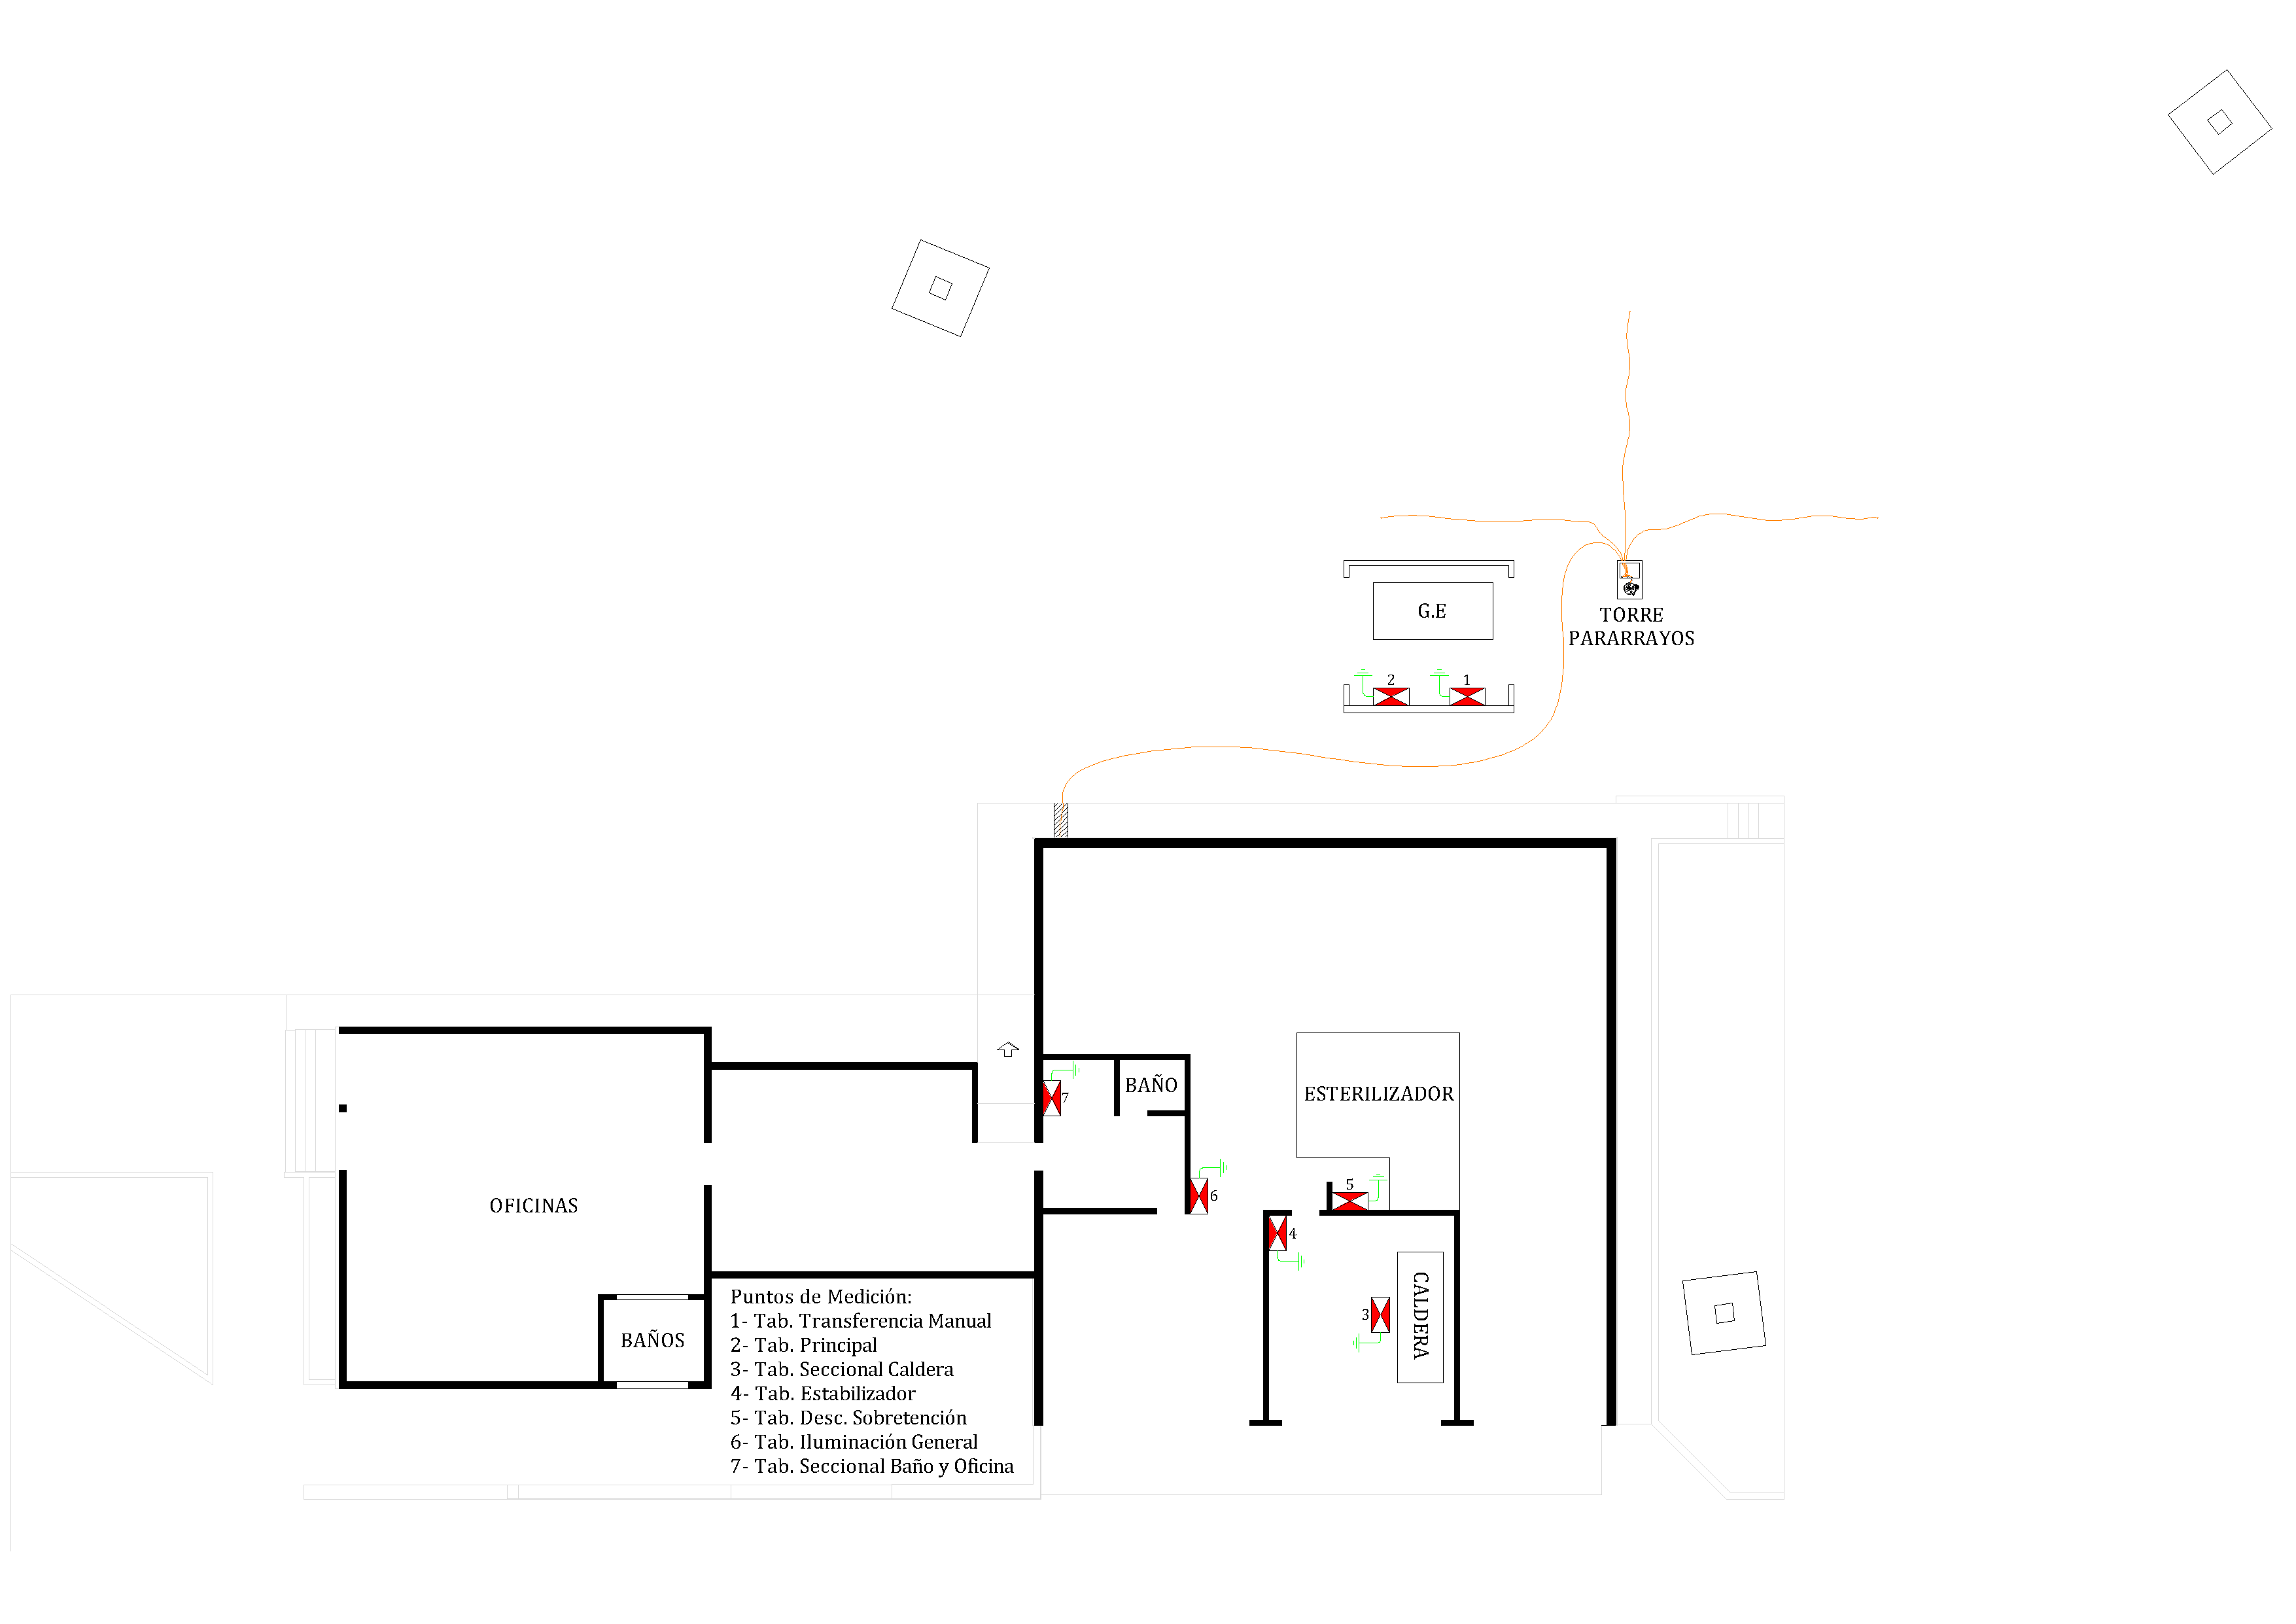 G.E
TORRE
PARARRAYOS
2
1
BAÑO
7
ESTERILIZADOR
5
6
4
OFICINAS
3
CALDERA
BAÑOS
Puntos de Medición:
1- Tab. Transferencia Manual
2- Tab. Principal
3- Tab. Seccional Caldera
4- Tab. Estabilizador
5- Tab. Desc. Sobretención
6- Tab. Iluminación General
7- Tab. Seccional Baño y Oficina